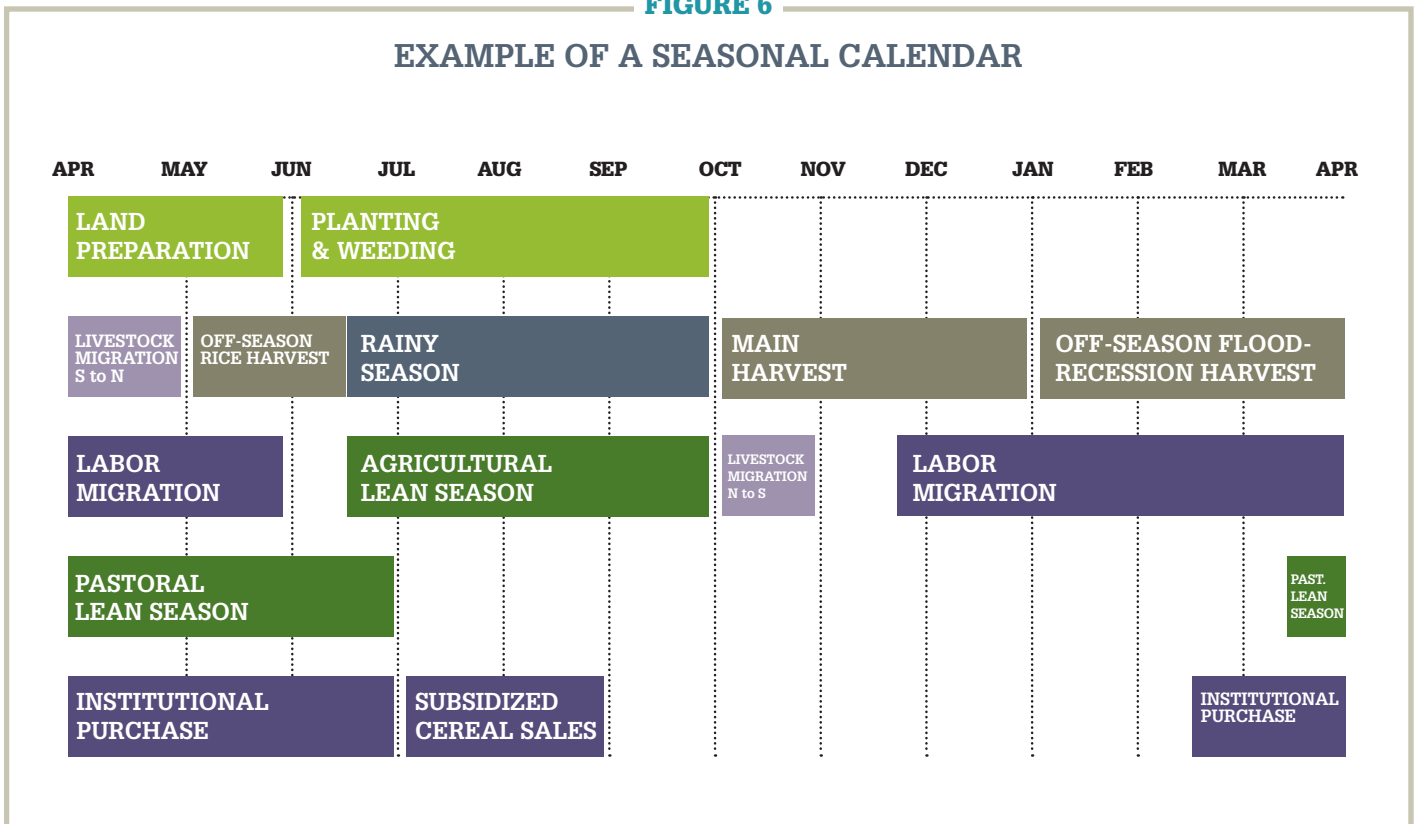 FIGURE 6
EXAMPLE OF A SEASONAL CALENDAR
APR MAY JUN JUL AUG SEP OCT NOV DEC JAN FEB MAR APR
LAND
PREPARATION
PLANTING
& WEEDING
LIVESTOCK
MIGRATION
S to N
OFF-SEASON
RICE HARVEST
RAINY
SEASON
MAIN
HARVEST
OFF-SEASON FLOOD-
RECESSION HARVEST
LABOR
MIGRATION
AGRICULTURAL
LEAN SEASON
LIVESTOCK
MIGRATION
N to S
LABOR
MIGRATION
PASTORAL
LEAN SEASON
PAST.
LEAN
SEASON
INSTITUTIONAL
PURCHASE
SUBSIDIZED
CEREAL SALES
INSTITUTIONAL
PURCHASE